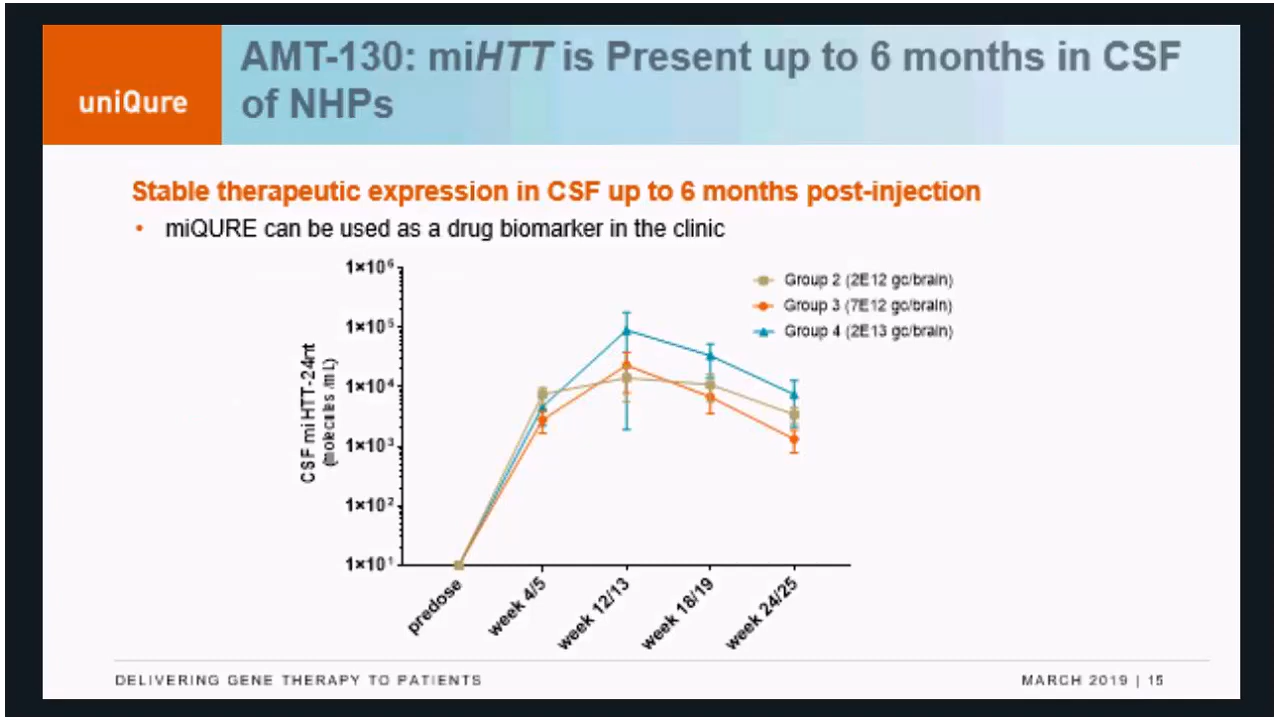 uniQure
AMT-130: miHTT is Present up to 6 months in CSF
of NHPs
Stable therapeutic expression in CSF up to 6 months post-injection
• miQURE can be used as a drug biomarker in the clinic
CSF miHTT-24nt
(molecules /mL)
1×10⁶
1×10⁵
1×10⁴
1×10³
1×10²
1×10¹
Group 2 (2E12 gc/brain)
Group 3 (7E12 gc/brain)
Group 4 (2E13 gc/brain)
predose
week 4/5
week 12/13
week 18/19
week 24/25
DELIVERING GENE THERAPY TO PATIENTS
MARCH 2019 | 15